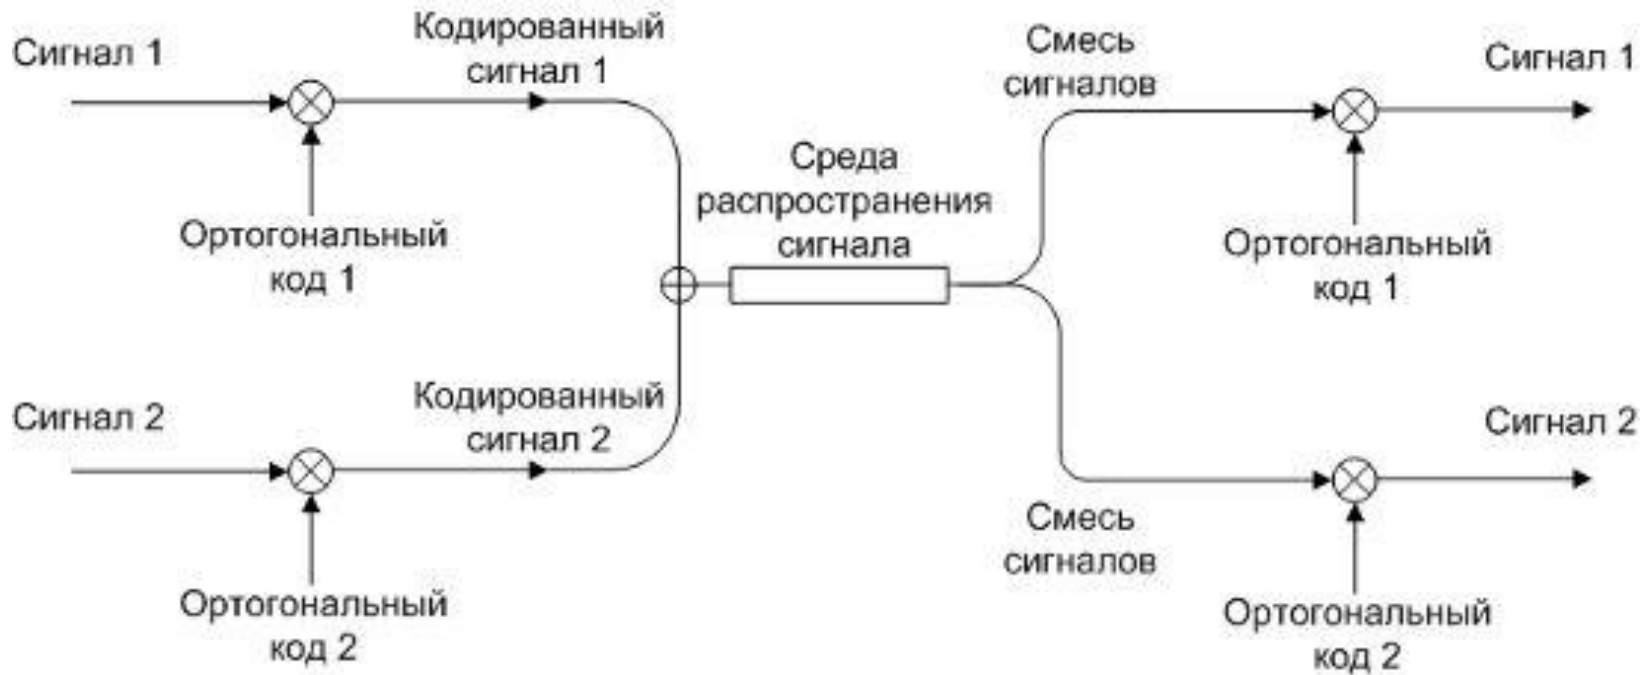 Сигнал 1
Кодированный
сигнал 1
Ортогональный
код 1
Сигнал 2
Кодированный
сигнал 2
Ортогональный
код 2
Среда
распространения
сигнала
Смесь
сигналов
Сигнал 1
Ортогональный
код 1
Смесь
сигналов
Сигнал 2
Ортогональный
код 2